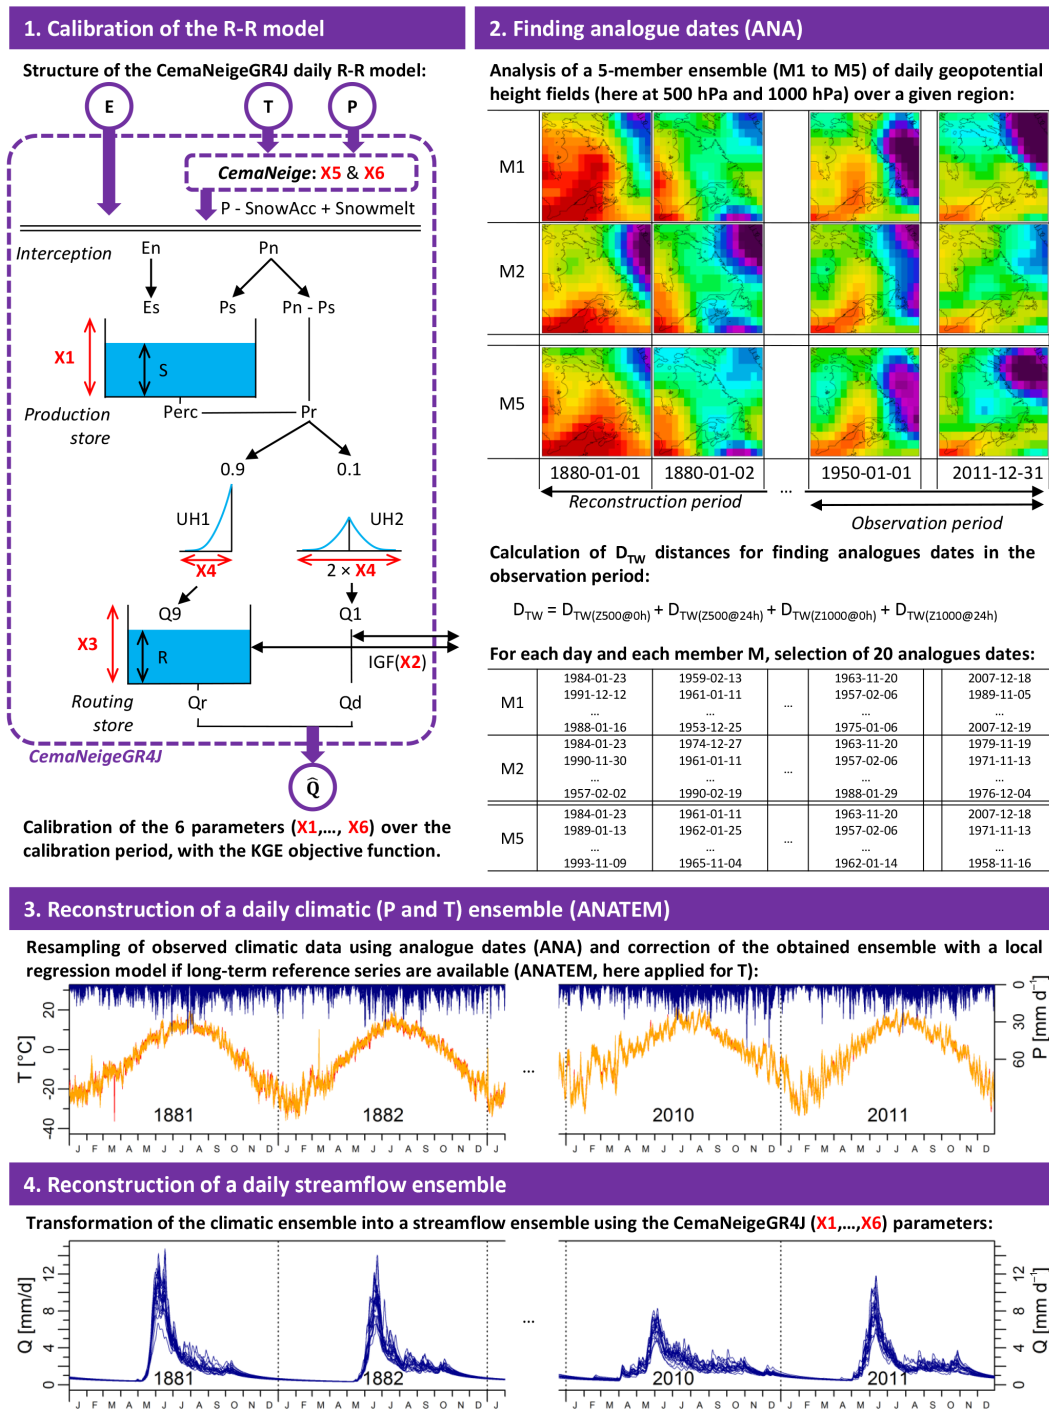 1. Calibration of the R-R model
Structure of the CemaNeigeGR4J daily R-R model:
E
T
P
CemaNeige: X5 & X6
P - SnowAcc + Snowmelt
Interception
En
Pn
Es
Ps
Pn - Ps
X1
S
Production
store
Perc
Pr
0.9
0.1
UH1
UH2
X4
2 × X4
Q9
Q1
X3
R
IGF(X2)
Routing
store
Qr
Qd
CemaNeigeGR4J
Q̂
Calibration of the 6 parameters (X1,..., X6) over the
calibration period, with the KGE objective function.
2. Finding analogue dates (ANA)
Analysis of a 5-member ensemble (M1 to M5) of daily geopotential
height fields (here at 500 hPa and 1000 hPa) over a given region:
M1
M2
M5
1880-01-01 1880-01-02 1950-01-01 2011-12-31
Reconstruction period ...
Observation period
Calculation of DTW distances for finding analogues dates in the
observation period:
DTW = DTW(Z500@0h) + DTW(Z500@24h) + DTW(Z1000@0h) + DTW(Z1000@24h)
For each day and each member M, selection of 20 analogues dates:
1984-01-23 1959-02-13 1963-11-20 2007-12-18
M1 1991-12-12 1961-01-11 ... 1957-02-06 1989-11-05
... ... ... ...
1988-01-16 1953-12-25 1975-01-06 2007-12-19
1984-01-23 1974-12-27 1963-11-20 1979-11-19
M2 1990-11-30 1961-01-11 ... 1957-02-06 1971-11-13
... ... ... ...
1957-02-02 1990-02-19 1988-01-29 1976-12-04
1984-01-23 1961-01-11 1963-11-20 2007-12-18
M5 1989-01-13 1962-01-25 ... 1957-02-06 1971-11-13
... ... ... ...
1993-11-09 1965-11-04 1962-01-14 1958-11-16
3. Reconstruction of a daily climatic (P and T) ensemble (ANATEM)
Resampling of observed climatic data using analogue dates (ANA) and correction of the obtained ensemble with a local
regression model if long-term reference series are available (ANATEM, here applied for T):
T [°C]
20
0
-20
-40
1881
1882
...
2010
2011
0
30
60
P [mm d⁻¹]
J F M A M J J A S O N D J F M A M J J A S O N D J
J F M A M J J A S O N D J F M A M J J A S O N D
4. Reconstruction of a daily streamflow ensemble
Transformation of the climatic ensemble into a streamflow ensemble using the CemaNeigeGR4J (X1,...,X6) parameters:
Q [mm/d]
12
8
4
0
1881
1882
...
2010
2011
12
8
4
0
Q [mm d⁻¹]
J F M A M J J A S O N D J F M A M J J A S O N D J
J F M A M J J A S O N D J F M A M J J A S O N D